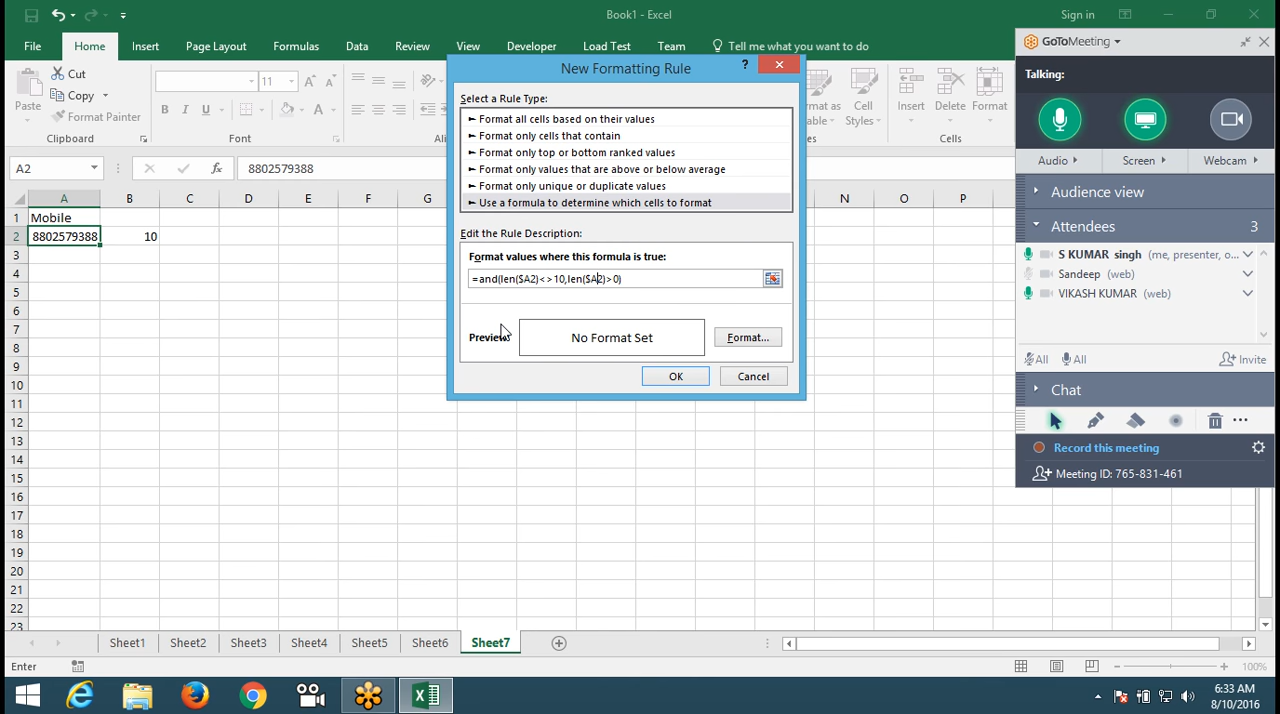 Book1 - Excel
Sign in
File Home Insert Page Layout Formulas Data Review View Developer Load Test Team Tell me what you want to do
Paste
Cut
Copy
Format Painter
Clipboard
11
B I U
Font
Insert Delete Format
Cell Styles
Cells
A2
fx
8802579388
A B C D E F G N O P
1 Mobile
2 8802579388 10
3
4
5
6
7
8
9
10
11
12
13
14
15
16
17
18
19
20
21
22
23
New Formatting Rule
?
Select a Rule Type:
► Format all cells based on their values
► Format only cells that contain
► Format only top or bottom ranked values
► Format only values that are above or below average
► Format only unique or duplicate values
► Use a formula to determine which cells to format
Edit the Rule Description:
Format values where this formula is true:
=and(len($A2)<>10,len($A2)>0)
Preview:
No Format Set
Format...
OK
Cancel
GoToMeeting
Talking:
Audio Screen Webcam
Audience view
Attendees 3
S KUMAR singh (me, presenter, o...
Sandeep (web)
VIKASH KUMAR (web)
All All Invite
Chat
Record this meeting
Meeting ID: 765-831-461
Sheet1 Sheet2 Sheet3 Sheet4 Sheet5 Sheet6 Sheet7
Enter
100%
6:33 AM
8/10/2016